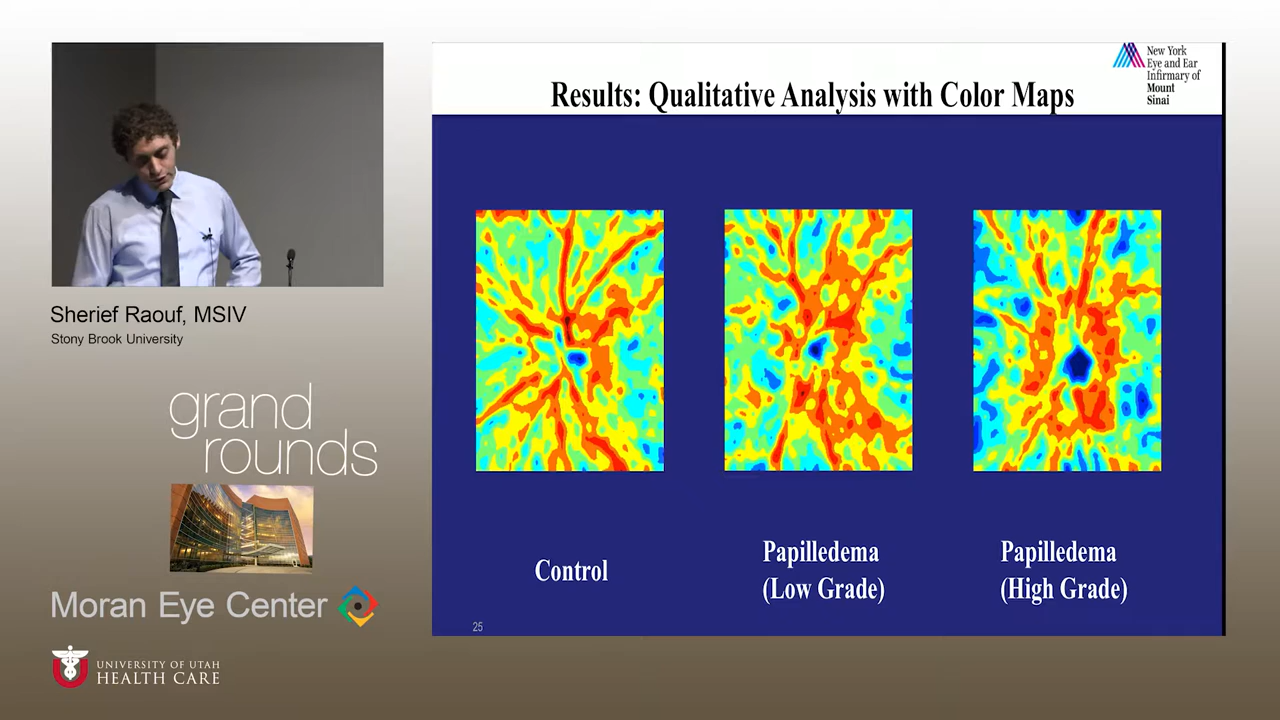 Sherief Raouf, MSIV
Stony Brook University
grand
rounds
Moran Eye Center
UNIVERSITY OF UTAH
HEALTH CARE
New York
Eye and Ear
Infirmary of
Mount
Sinai
Results: Qualitative Analysis with Color Maps
Control
Papilledema
(Low Grade)
Papilledema
(High Grade)
25